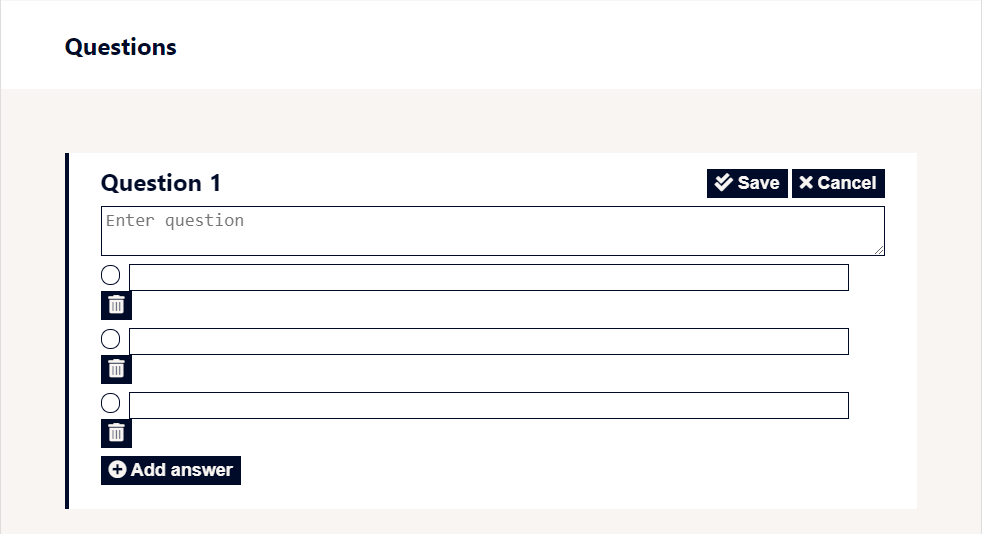 Questions
Question 1
Save
Cancel
Enter question
Add answer